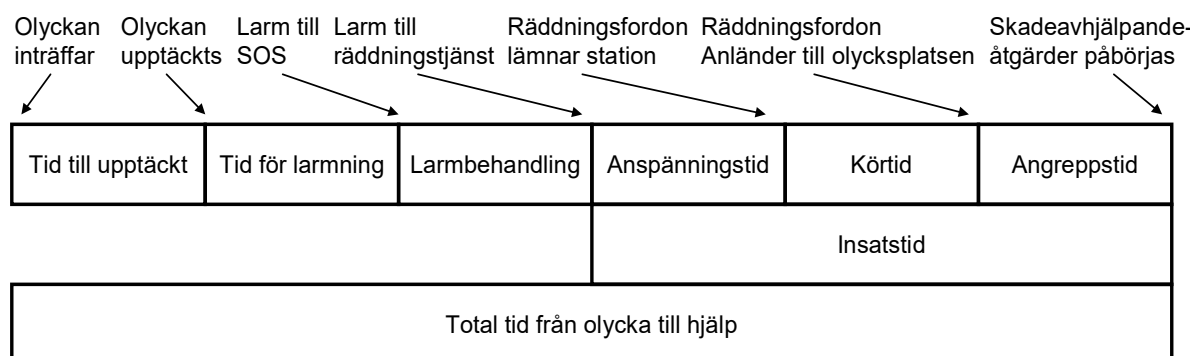 Olyckan
inträffar
Olyckan
upptäckts
Larm till
SOS
Larm till
räddningstjänst
Räddningsfordon
lämnar station
Räddningsfordon
Anländer till olycksplatsen
Skadeavhjälpande-
åtgärder påbörjas
Tid till upptäckt
Tid för larmning
Larmbehandling
Anspänningstid
Körtid
Angreppstid
Insatstid
Total tid från olycka till hjälp